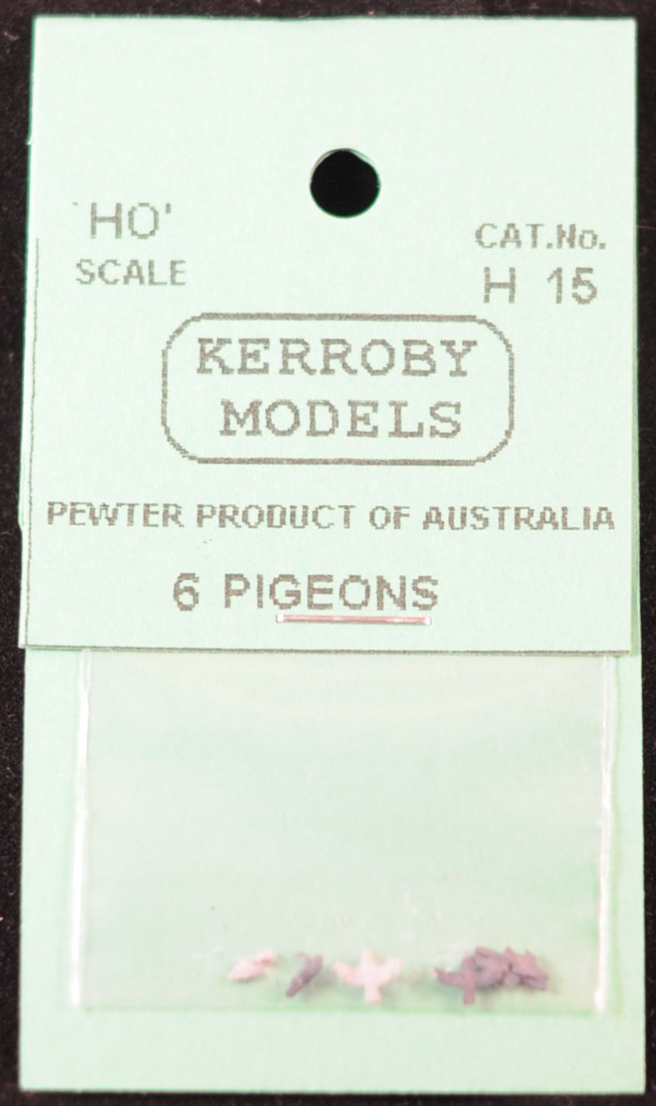 'HO'
SCALE
CAT.No.
H 15
KERROBY
MODELS
PEWTER PRODUCT OF AUSTRALIA
6 PIGEONS